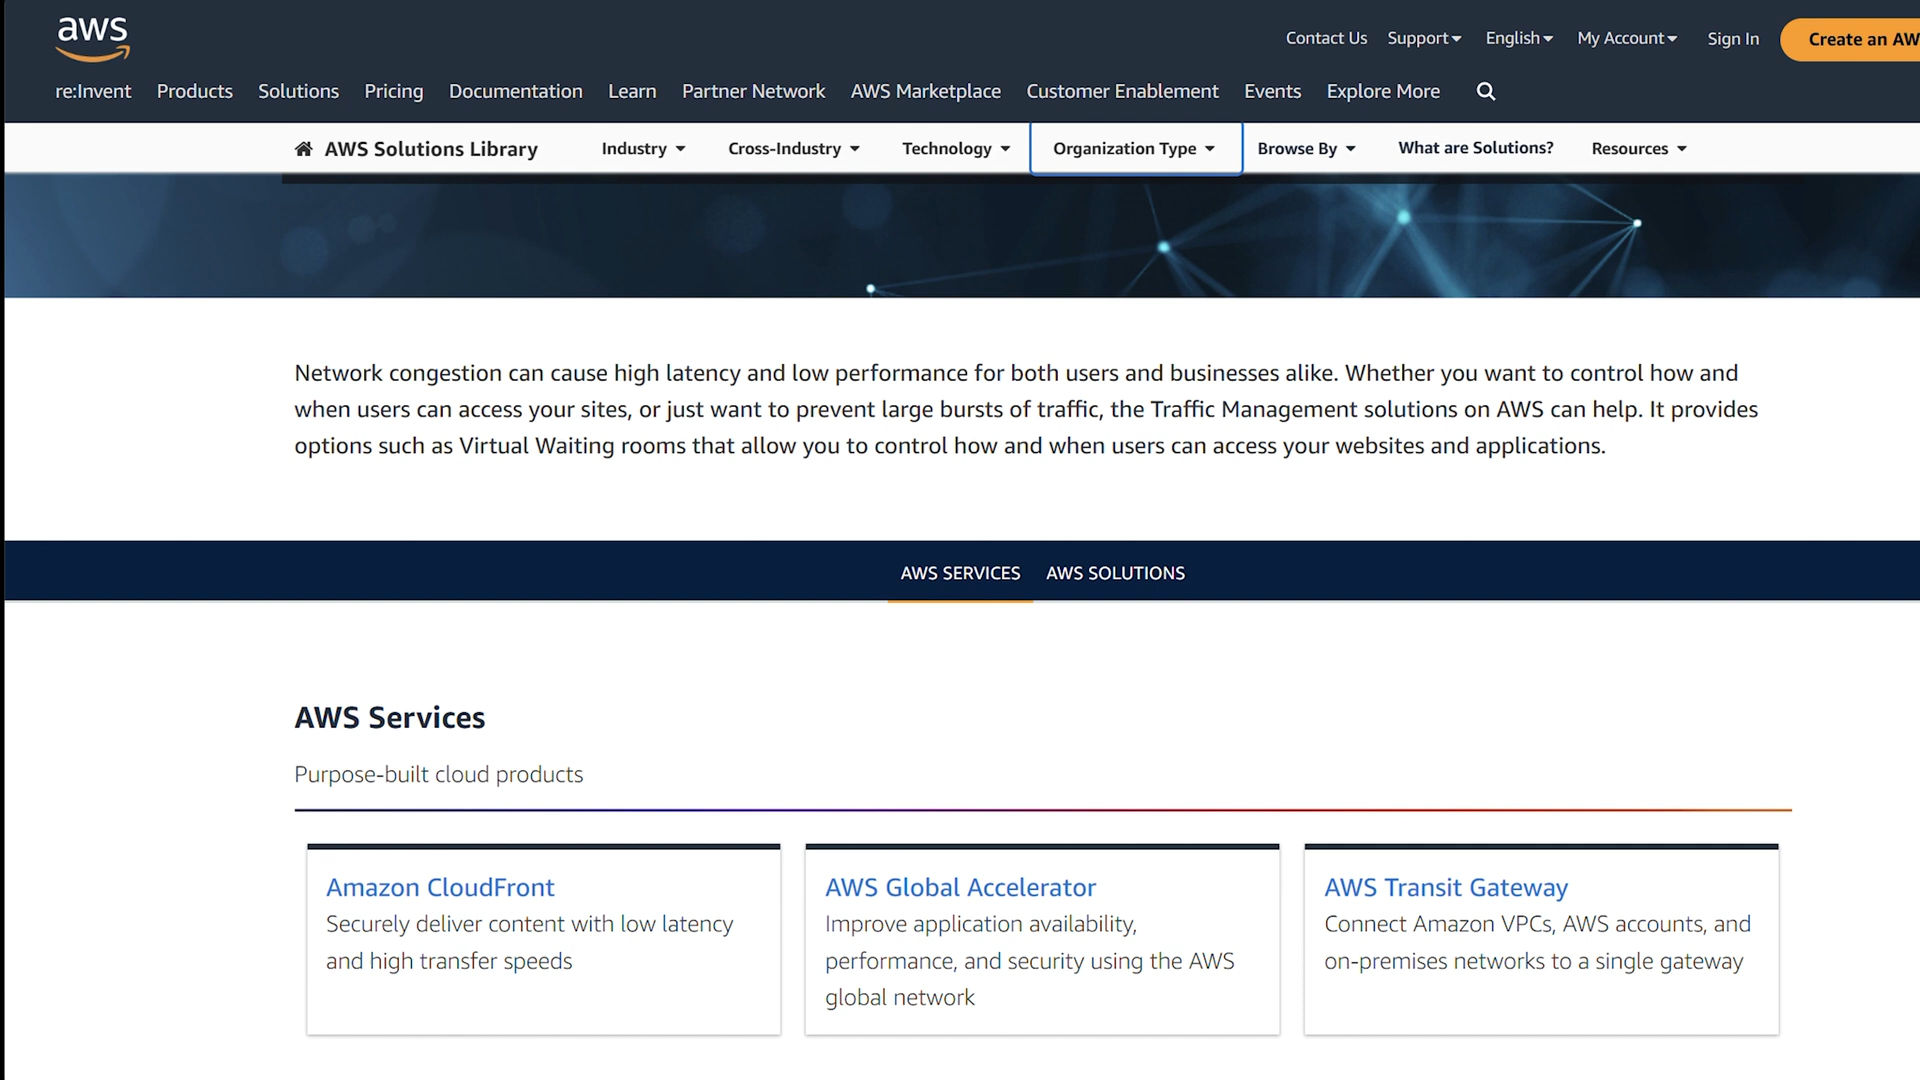 aws
Contact Us Support English My Account Sign In Create an AW
re:Invent Products Solutions Pricing Documentation Learn Partner Network AWS Marketplace Customer Enablement Events Explore More
AWS Solutions Library Industry Cross-Industry Technology Organization Type Browse By What are Solutions? Resources
Network congestion can cause high latency and low performance for both users and businesses alike. Whether you want to control how and
when users can access your sites, or just want to prevent large bursts of traffic, the Traffic Management solutions on AWS can help. It provides
options such as Virtual Waiting rooms that allow you to control how and when users can access your websites and applications.
AWS SERVICES AWS SOLUTIONS
AWS Services
Purpose-built cloud products
Amazon CloudFront
Securely deliver content with low latency
and high transfer speeds
AWS Global Accelerator
Improve application availability,
performance, and security using the AWS
global network
AWS Transit Gateway
Connect Amazon VPCs, AWS accounts, and
on-premises networks to a single gateway